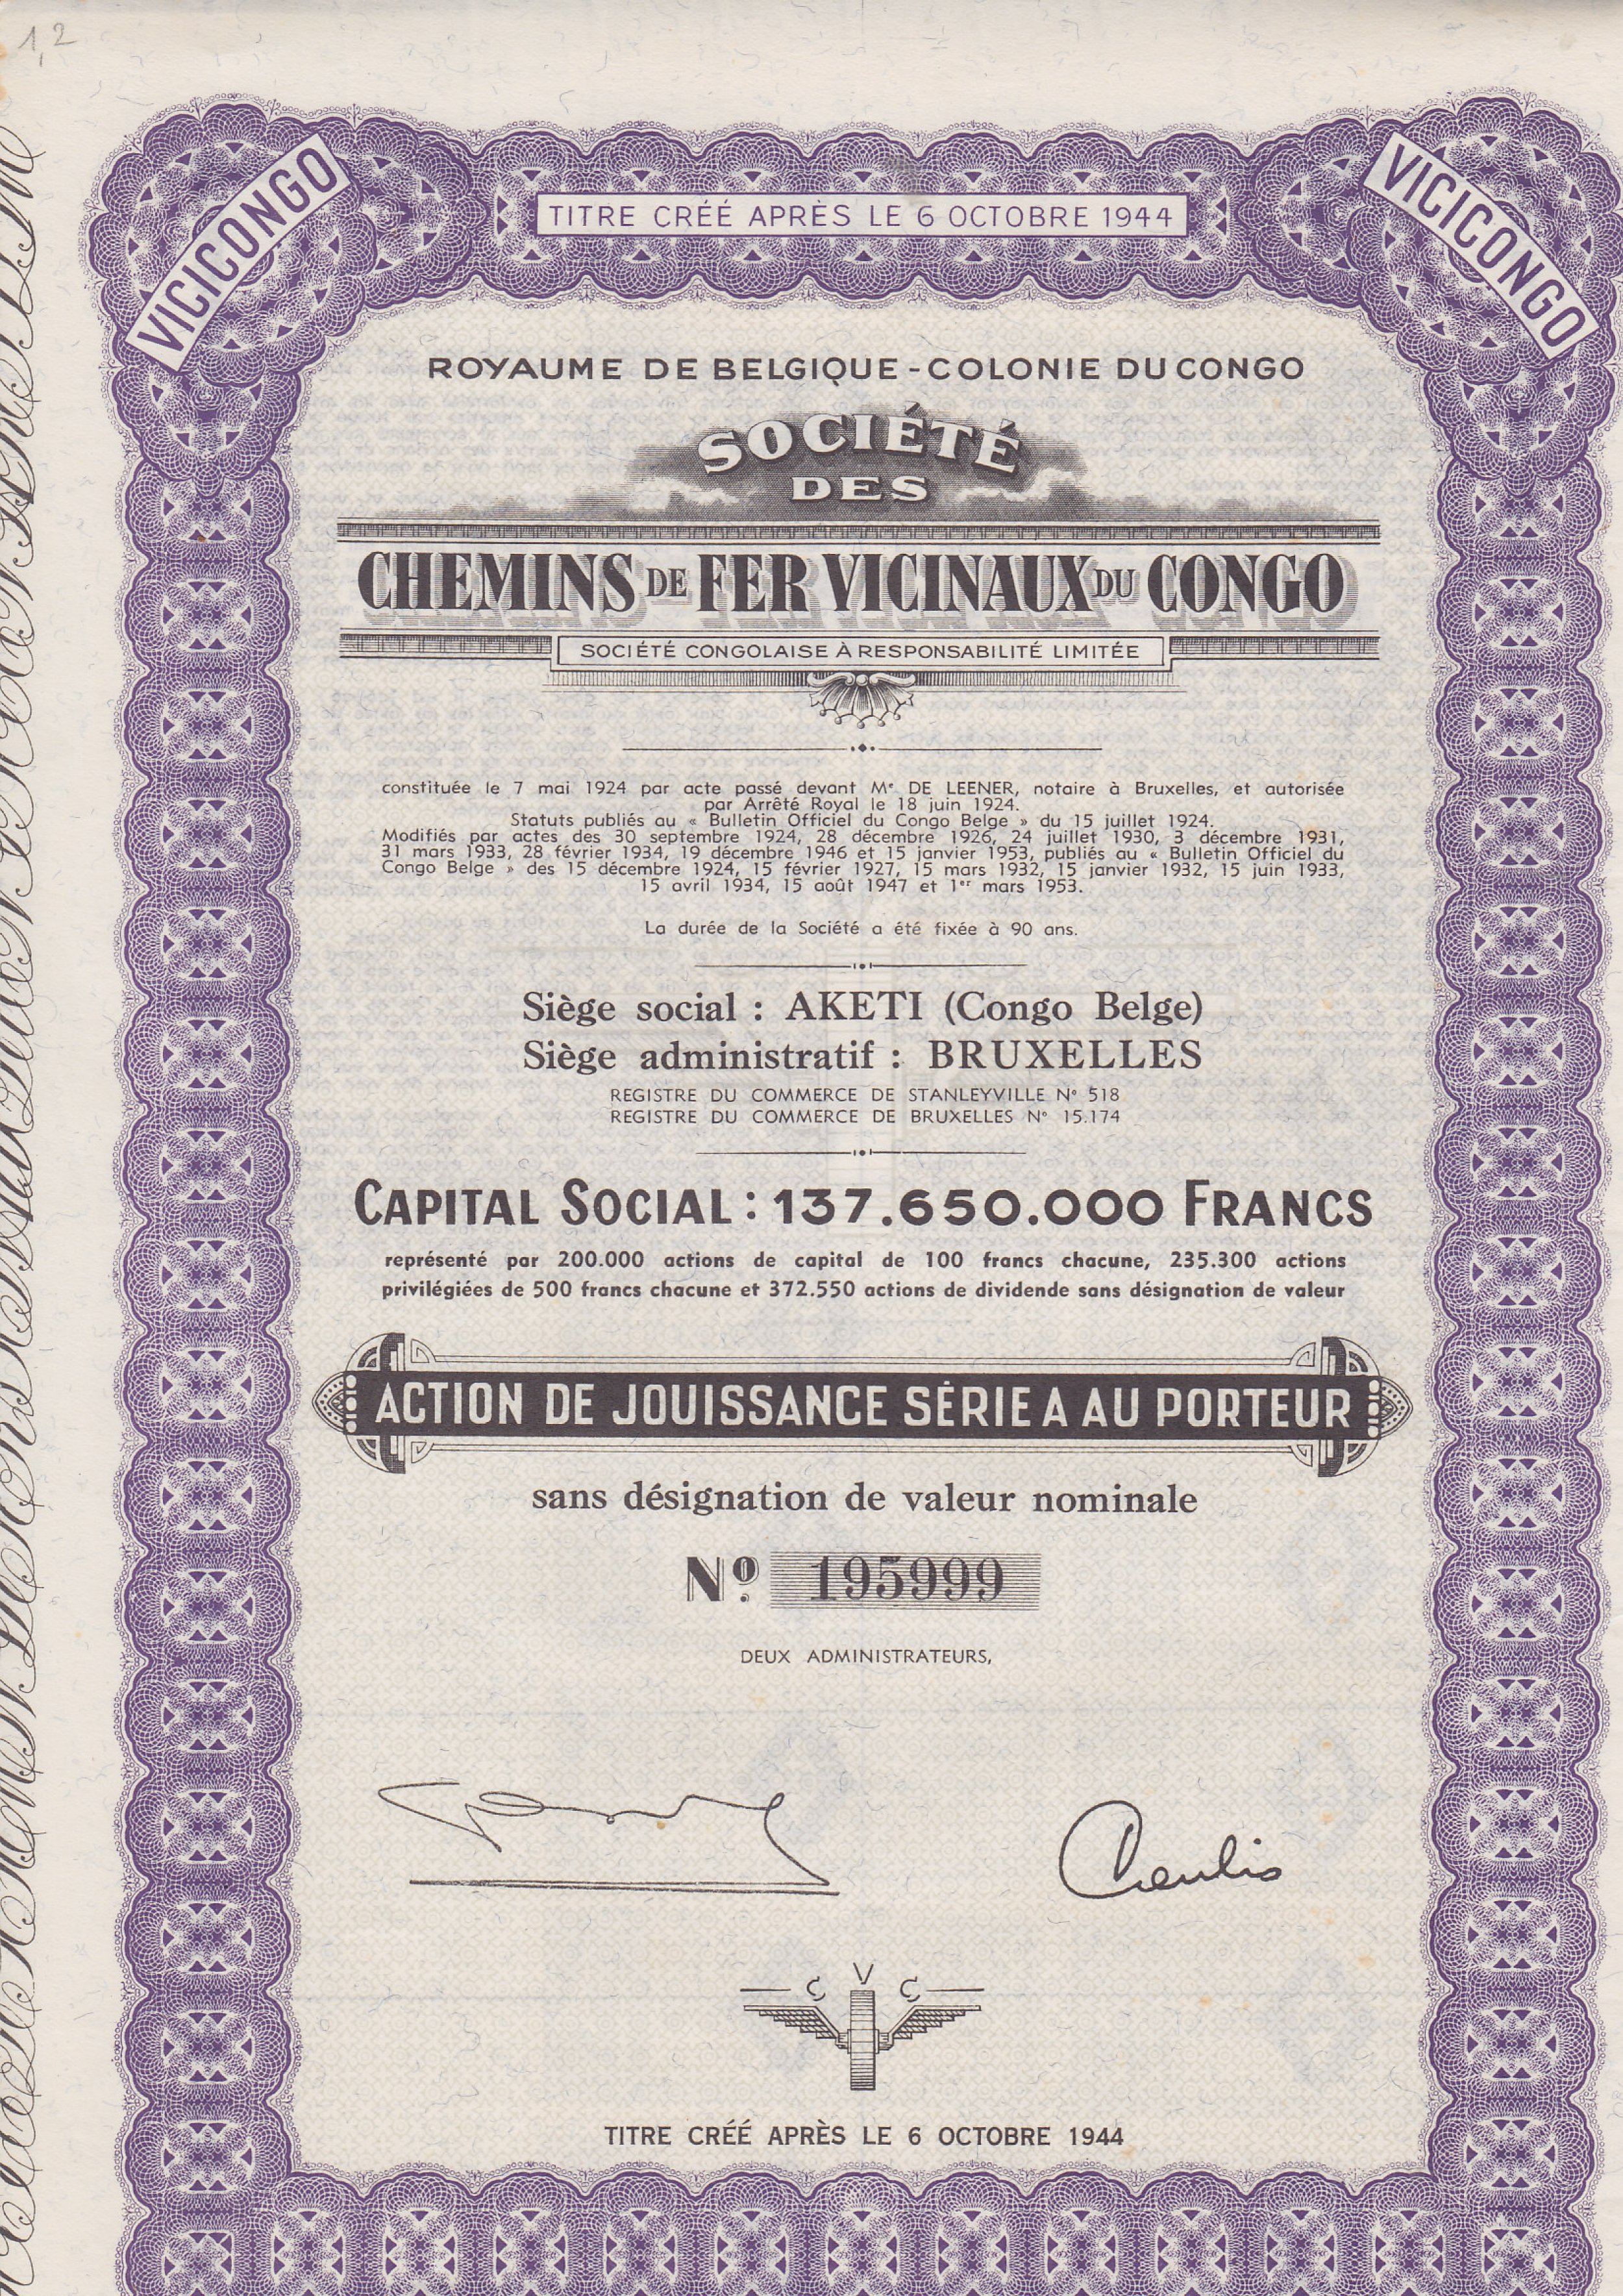 1,2
VICICONGO
TITRE CRÉÉ APRÈS LE 6 OCTOBRE 1944
VICICONGO
ROYAUME DE BELGIQUE - COLONIE DU CONGO
SOCIÉTÉ
DES
CHEMINS DE FER VICINAUX DU CONGO
SOCIÉTÉ CONGOLAISE À RESPONSABILITÉ LIMITÉE
constituée le 7 mai 1924 par acte passé devant Me DE LEENER, notaire à Bruxelles, et autorisée
par Arrêté Royal le 18 juin 1924.
Statuts publiés au « Bulletin Officiel du Congo Belge » du 15 juillet 1924.
Modifiés par actes des 30 septembre 1924, 28 décembre 1926, 24 juillet 1930, 3 décembre 1931,
31 mars 1933, 28 février 1934, 19 décembre 1946 et 15 janvier 1953, publiés au « Bulletin Officiel du
Congo Belge » des 15 décembre 1924, 15 février 1927, 15 mars 1932, 15 janvier 1932, 15 juin 1933,
15 avril 1934, 15 août 1947 et 1er mars 1953.
La durée de la Société a été fixée à 90 ans.
Siège social : AKETI (Congo Belge)
Siège administratif : BRUXELLES
REGISTRE DU COMMERCE DE STANLEYVILLE No 518
REGISTRE DU COMMERCE DE BRUXELLES No 15.174
CAPITAL SOCIAL : 137.650.000 FRANCS
représenté par 200.000 actions de capital de 100 francs chacune, 235.300 actions
privilégiées de 500 francs chacune et 372.550 actions de dividende sans désignation de valeur
ACTION DE JOUISSANCE SÉRIE A AU PORTEUR
sans désignation de valeur nominale
No. 195999
DEUX ADMINISTRATEURS,
C V C
TITRE CRÉÉ APRÈS LE 6 OCTOBRE 1944